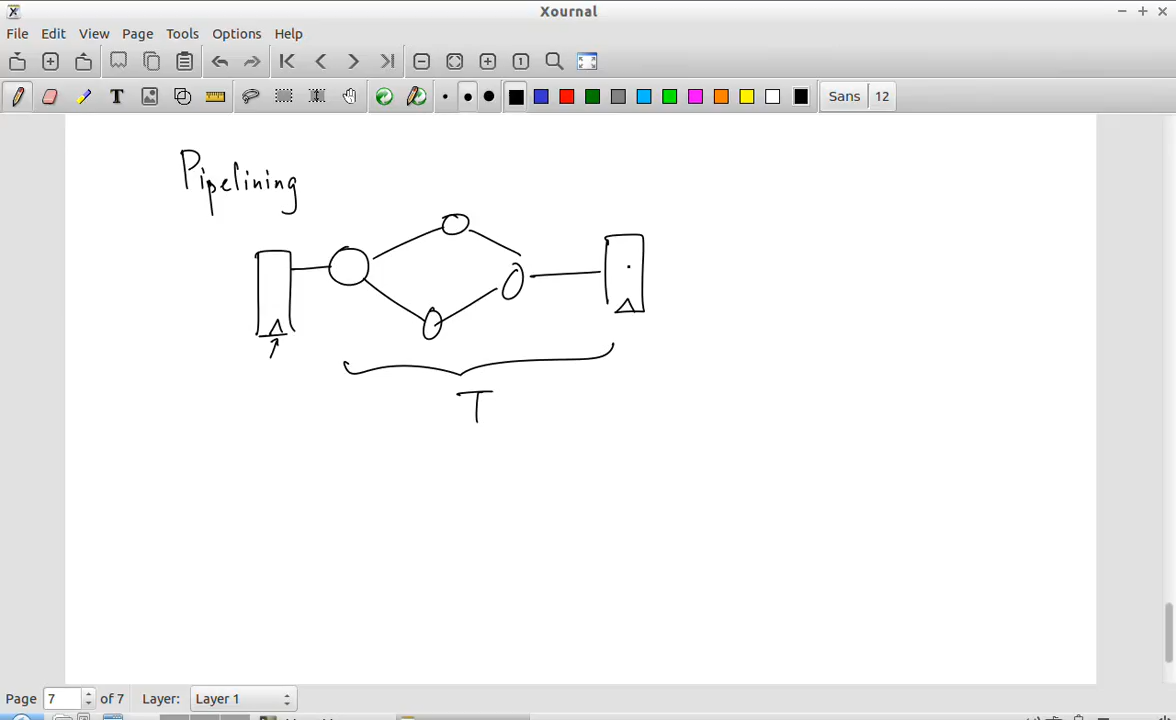 Xournal
File Edit View Page Tools Options Help
Sans 12
Pipelining
T
Page 7 of 7 Layer: Layer 1